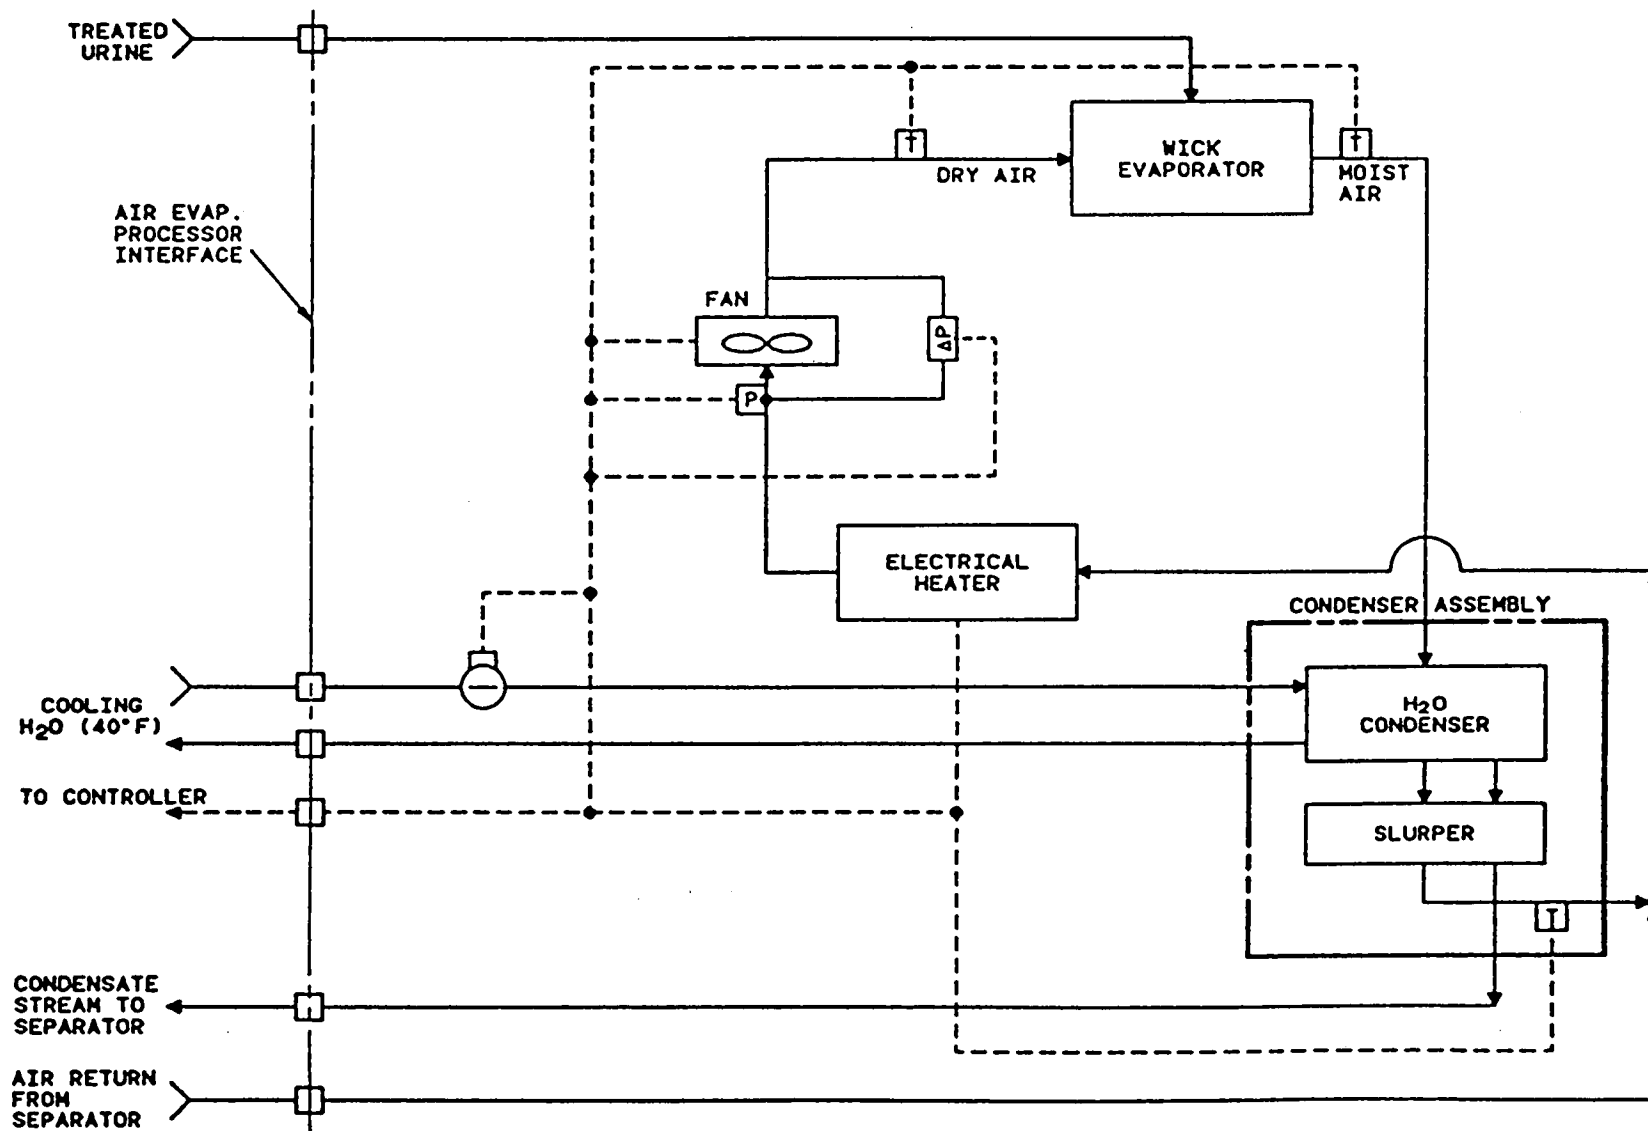 TREATED
URINE
T
T
WICK
EVAPORATOR
DRY AIR
MOIST
AIR
AIR EVAP.
PROCESSOR
INTERFACE
FAN
ΔP
P
ELECTRICAL
HEATER
CONDENSER ASSEMBLY
COOLING
H2O (40°F)
H2O
CONDENSER
TO CONTROLLER
SLURPER
T
CONDENSATE
STREAM TO
SEPARATOR
AIR RETURN
FROM
SEPARATOR